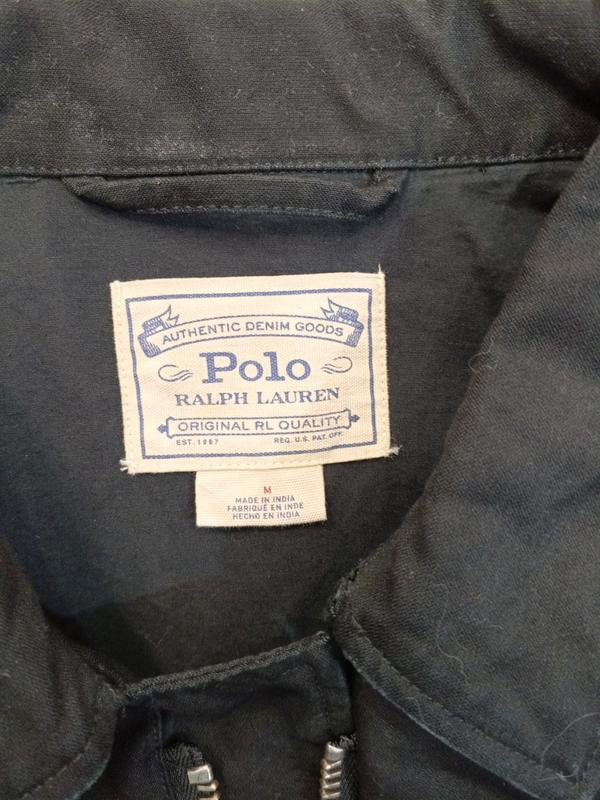 AUTHENTIC DENIM GOODS
Polo
RALPH LAUREN
ORIGINAL RL QUALITY
EST. 1967 REG. U.S. PAT. OFF.
M
MADE IN INDIA
FABRIQUÉ EN INDE
HECHO EN INDIA